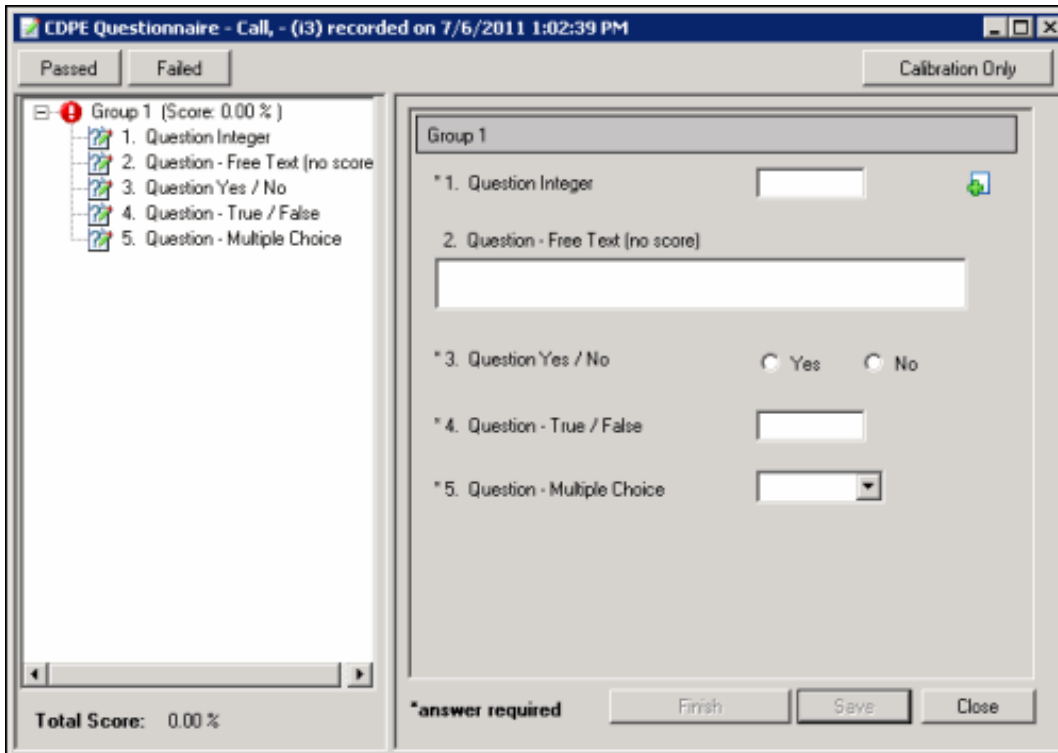 CDPE Questionnaire - Call, - (i3) recorded on 7/6/2011 1:02:39 PM
Passed Failed Calibration Only
Group 1 (Score: 0.00 % )
1. Question Integer
2. Question - Free Text (no score
3. Question Yes / No
4. Question - True / False
5. Question - Multiple Choice
Total Score: 0.00 %
Group 1
*1. Question Integer
2. Question - Free Text (no score)
*3. Question Yes / No Yes No
*4. Question - True / False
*5. Question - Multiple Choice
*answer required Finish Save Close